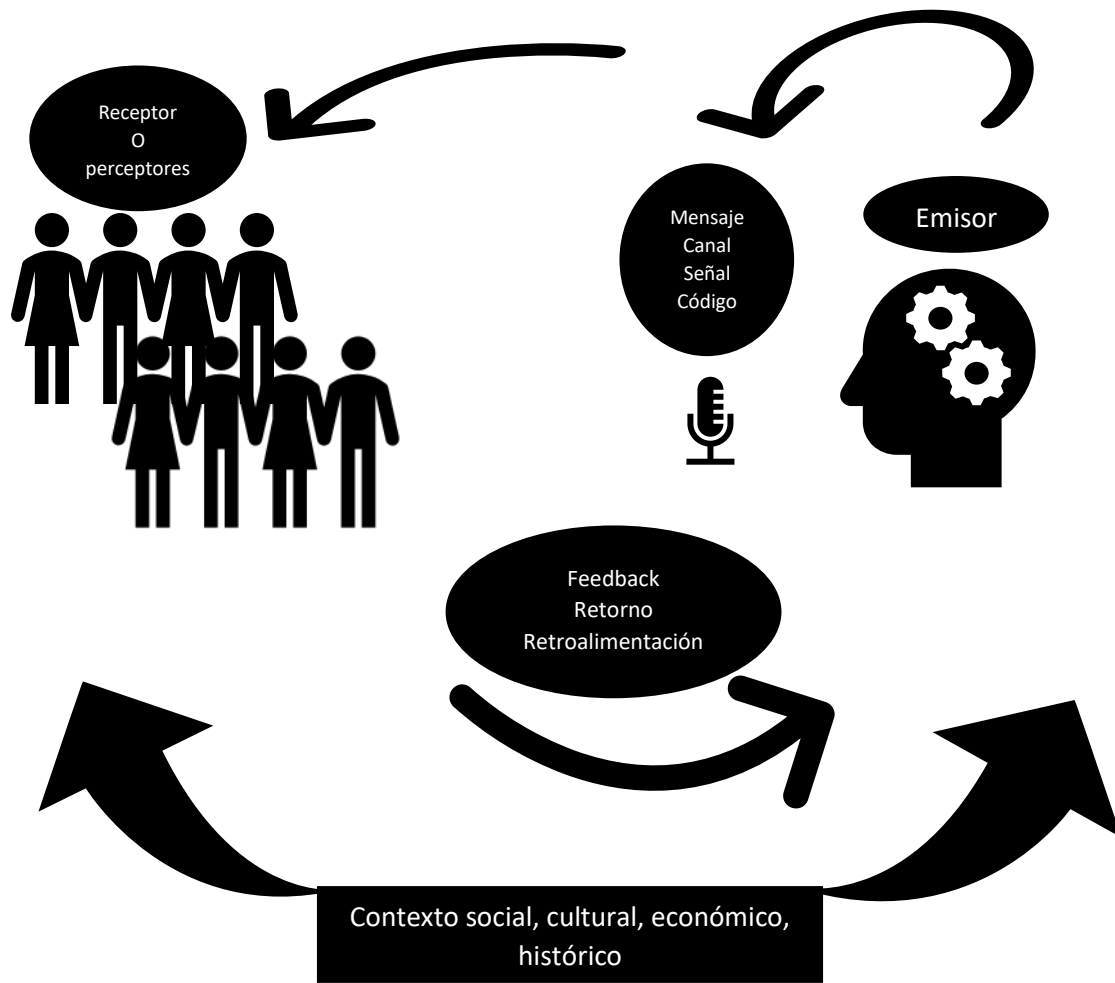 Receptor
O
perceptores
Mensaje
Canal
Señal
Código
Emisor
Feedback
Retorno
Retroalimentación
Contexto social, cultural, económico,
histórico